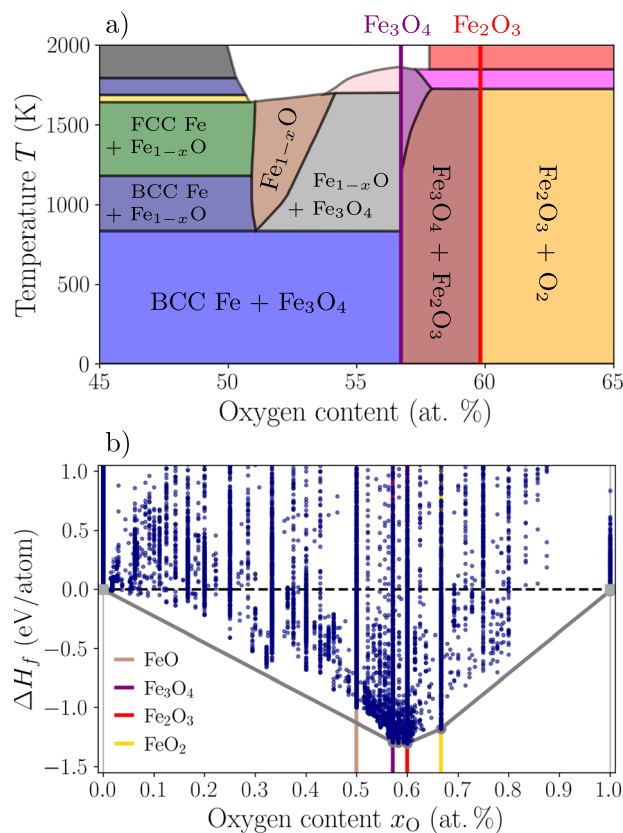 a)
Fe₃O₄ Fe₂O₃
2000
1500
1000
500
0
Temperature T (K)
FCC Fe
+ Fe₁₋ₓO
BCC Fe
+ Fe₁₋ₓO
Fe₁₋ₓO
Fe₁₋ₓO
+ Fe₃O₄
BCC Fe + Fe₃O₄
Fe₃O₄ + Fe₂O₃
Fe₂O₃ + O₂
45 50 55 60 65
Oxygen content (at. %)
b)
1.0
0.5
0.0
−0.5
−1.0
−1.5
ΔH_f (eV/atom)
FeO
Fe₃O₄
Fe₂O₃
FeO₂
0.0 0.1 0.2 0.3 0.4 0.5 0.6 0.7 0.8 0.9 1.0
Oxygen content x_O (at. %)